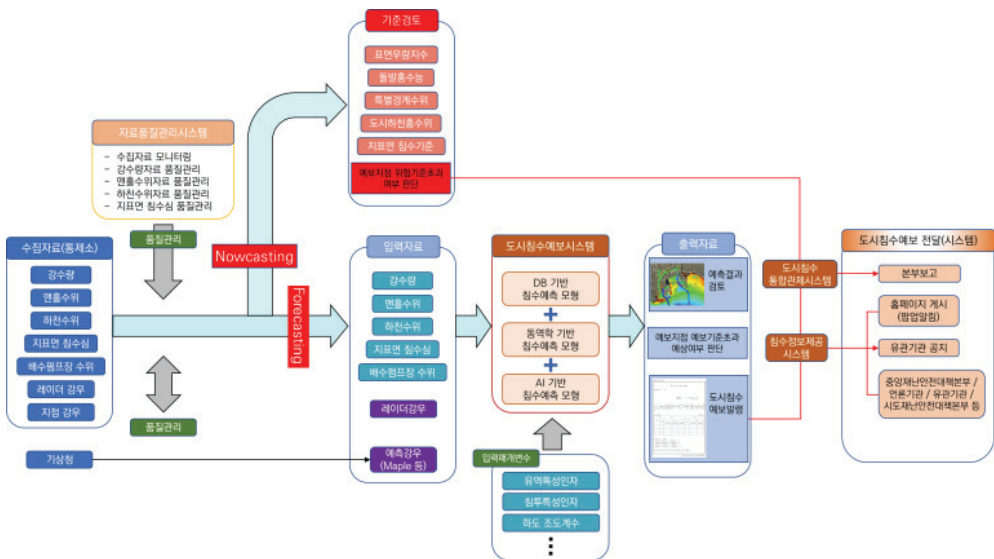 기준검토
표면우량지수
돌발홍수능
특별경계수위
도시하천홍수위
지표면 침수기준
예보지점 위험기준초과
여부 판단
자료품질관리시스템
- 수집자료 모니터링
- 강수량자료 품질관리
- 맨홀수위자료 품질관리
- 하천수위자료 품질관리
- 지표면 침수심 품질관리
품질관리
수집자료(통제소)
강수량
맨홀수위
하천수위
지표면 침수심
배수펌프장 수위
레이더 강우
지점 강우
품질관리
기상청
Nowcasting
Forecasting
입력자료
강수량
맨홀수위
하천수위
지표면 침수심
배수펌프장 수위
레이더강우
예측강우
(Maple 등)
도시침수예보시스템
DB 기반
침수예측 모형
+
동역학 기반
침수예측 모형
+
AI 기반
침수예측 모형
입력매개변수
유역특성인자
침투특성인자
하도 조도계수
⋮
출력자료
예측결과
검토
예보지점 예보기준초과
예상여부 판단
도시침수
예보발령
도시침수
통합관제시스템
침수정보제공
시스템
도시침수예보 전달(시스템)
본부보고
홈페이지 게시
(팝업알림)
유관기관 공지
중앙재난안전대책본부 /
언론기관 / 유관기관 /
시도재난안전대책본부 등